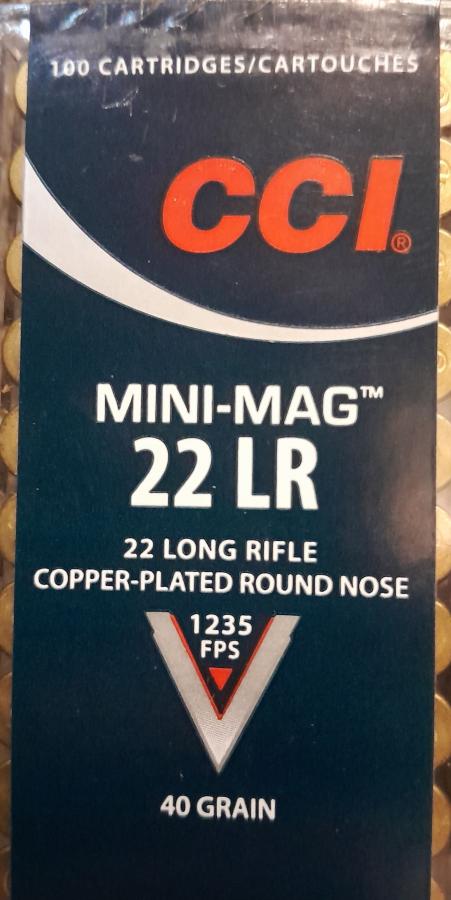 100 CARTRIDGES/CARTOUCHES
CCI®
MINI-MAG™
22 LR
22 LONG RIFLE
COPPER-PLATED ROUND NOSE
1235
FPS
40 GRAIN